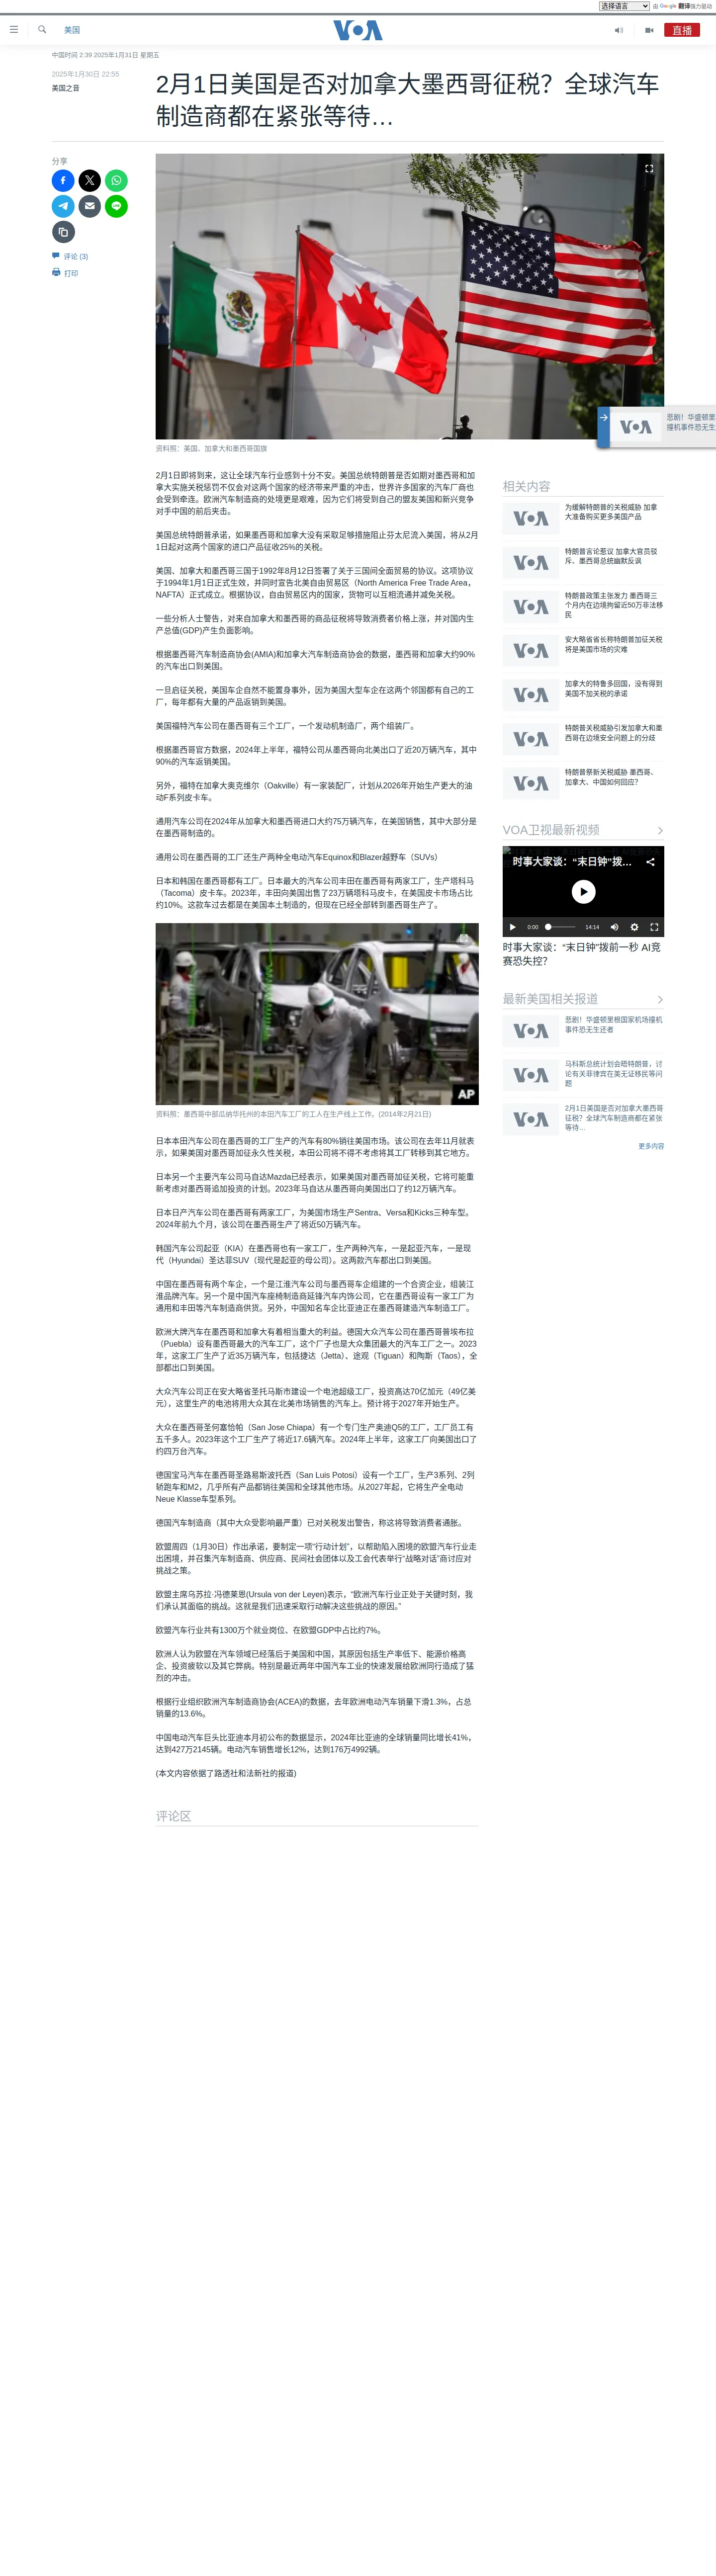 选择语言
由 Google 翻译强力驱动
美国
VOA
直播
中国时间 2:39 2025年1月31日 星期五
2025年1月30日 22:55
美国之音
2月1日美国是否对加拿大墨西哥征税？全球汽车
制造商都在紧张等待…
分享
评论 (3)
打印
资料照：美国、加拿大和墨西哥国旗
悲剧！华盛顿里
撞机事件恐无生
2月1日即将到来，这让全球汽车行业感到十分不安。美国总统特朗普是否如期对墨西哥和加
拿大实施关税惩罚不仅会对这两个国家的经济带来严重的冲击，世界许多国家的汽车厂商也
会受到牵连。欧洲汽车制造商的处境更是艰难，因为它们将受到自己的盟友美国和新兴竞争
对手中国的前后夹击。
美国总统特朗普承诺，如果墨西哥和加拿大没有采取足够措施阻止芬太尼流入美国，将从2月
1日起对这两个国家的进口产品征收25%的关税。
美国、加拿大和墨西哥三国于1992年8月12日签署了关于三国间全面贸易的协议。这项协议
于1994年1月1日正式生效，并同时宣告北美自由贸易区（North America Free Trade Area，
NAFTA）正式成立。根据协议，自由贸易区内的国家，货物可以互相流通并减免关税。
一些分析人士警告，对来自加拿大和墨西哥的商品征税将导致消费者价格上涨，并对国内生
产总值(GDP)产生负面影响。
根据墨西哥汽车制造商协会(AMIA)和加拿大汽车制造商协会的数据，墨西哥和加拿大约90%
的汽车出口到美国。
一旦启征关税，美国车企自然不能置身事外，因为美国大型车企在这两个邻国都有自己的工
厂，每年都有大量的产品返销到美国。
美国福特汽车公司在墨西哥有三个工厂，一个发动机制造厂，两个组装厂。
根据墨西哥官方数据，2024年上半年，福特公司从墨西哥向北美出口了近20万辆汽车，其中
90%的汽车返销美国。
另外，福特在加拿大奥克维尔（Oakville）有一家装配厂，计划从2026年开始生产更大的油
动F系列皮卡车。
通用汽车公司在2024年从加拿大和墨西哥进口大约75万辆汽车，在美国销售，其中大部分是
在墨西哥制造的。
通用公司在墨西哥的工厂还生产两种全电动汽车Equinox和Blazer越野车（SUVs）
日本和韩国在墨西哥都有工厂。日本最大的汽车公司丰田在墨西哥有两家工厂，生产塔科马
（Tacoma）皮卡车。2023年，丰田向美国出售了23万辆塔科马皮卡，在美国皮卡市场占比
约10%。这款车过去都是在美国本土制造的，但现在已经全部转到墨西哥生产了。
AP
资料照：墨西哥中部瓜纳华托州的本田汽车工厂的工人在生产线上工作。(2014年2月21日)
日本本田汽车公司在墨西哥的工厂生产的汽车有80%销往美国市场。该公司在去年11月就表
示，如果美国对墨西哥加征永久性关税，本田公司将不得不考虑将其工厂转移到其它地方。
日本另一个主要汽车公司马自达Mazda已经表示，如果美国对墨西哥加征关税，它将可能重
新考虑对墨西哥追加投资的计划。2023年马自达从墨西哥向美国出口了约12万辆汽车。
日本日产汽车公司在墨西哥有两家工厂，为美国市场生产Sentra、Versa和Kicks三种车型。
2024年前九个月，该公司在墨西哥生产了将近50万辆汽车。
韩国汽车公司起亚（KIA）在墨西哥也有一家工厂，生产两种汽车，一是起亚汽车，一是现
代（Hyundai）圣达菲SUV（现代是起亚的母公司）。这两款汽车都出口到美国。
中国在墨西哥有两个车企，一个是江淮汽车公司与墨西哥车企组建的一个合资企业，组装江
淮品牌汽车。另一个是中国汽车座椅制造商延锋汽车内饰公司，它在墨西哥设有一家工厂为
通用和丰田等汽车制造商供货。另外，中国知名车企比亚迪正在墨西哥建造汽车制造工厂。
欧洲大牌汽车在墨西哥和加拿大有着相当重大的利益。德国大众汽车公司在墨西哥普埃布拉
（Puebla）设有墨西哥最大的汽车工厂，这个厂子也是大众集团最大的汽车工厂之一。2023
年，这家工厂生产了近35万辆汽车，包括捷达（Jetta）、途观（Tiguan）和陶斯（Taos），全
部都出口到美国。
大众汽车公司正在安大略省圣托马斯市建设一个电池超级工厂，投资高达70亿加元（49亿美
元），这里生产的电池将用大众其在北美市场销售的汽车上。预计将于2027年开始生产。
大众在墨西哥圣何塞恰帕（San Jose Chiapa）有一个专门生产奥迪Q5的工厂，工厂员工有
五千多人。2023年这个工厂生产了将近17.6辆汽车。2024年上半年，这家工厂向美国出口了
约四万台汽车。
德国宝马汽车在墨西哥圣路易斯波托西（San Luis Potosi）设有一个工厂，生产3系列、2列
轿跑车和M2，几乎所有产品都销往美国和全球其他市场。从2027年起，它将生产全电动
Neue Klasse车型系列。
德国汽车制造商（其中大众受影响最严重）已对关税发出警告，称这将导致消费者通胀。
欧盟周四（1月30日）作出承诺，要制定一项“行动计划”，以帮助陷入困境的欧盟汽车行业走
出困境，并召集汽车制造商、供应商、民间社会团体以及工会代表举行“战略对话”商讨应对
挑战之策。
欧盟主席乌苏拉·冯德莱恩(Ursula von der Leyen)表示，“欧洲汽车行业正处于关键时刻，我
们承认其面临的挑战。这就是我们迅速采取行动解决这些挑战的原因。”
欧盟汽车行业共有1300万个就业岗位、在欧盟GDP中占比约7%。
欧洲人认为欧盟在汽车领域已经落后于美国和中国，其原因包括生产率低下、能源价格高
企、投资疲软以及其它弊病。特别是最近两年中国汽车工业的快速发展给欧洲同行造成了猛
烈的冲击。
根据行业组织欧洲汽车制造商协会(ACEA)的数据，去年欧洲电动汽车销量下滑1.3%，占总
销量的13.6%。
中国电动汽车巨头比亚迪本月初公布的数据显示，2024年比亚迪的全球销量同比增长41%，
达到427万2145辆。电动汽车销售增长12%，达到176万4992辆。
(本文内容依据了路透社和法新社的报道)
评论区
相关内容
VOA
为缓解特朗普的关税威胁 加拿
大准备购买更多美国产品
VOA
特朗普言论惹议 加拿大官员驳
斥、墨西哥总统幽默反讽
VOA
特朗普政策主张发力 墨西哥三
个月内在边境拘留近50万非法移
民
VOA
安大略省省长称特朗普加征关税
将是美国市场的灾难
VOA
加拿大的特鲁多回国，没有得到
美国不加关税的承诺
VOA
特朗普关税威胁引发加拿大和墨
西哥在边境安全问题上的分歧
VOA
特朗普祭新关税威胁 墨西哥、
加拿大、中国如何回应？
VOA
VOA卫视最新视频
时事大家谈：“末日钟”拨…
0:00
14:14
时事大家谈：“末日钟”拨前一秒 AI竞
赛恐失控？
最新美国相关报道
VOA
悲剧！华盛顿里根国家机场撞机
事件恐无生还者
VOA
马科斯总统计划会晤特朗普，讨
论有关菲律宾在美无证移民等问
题
VOA
2月1日美国是否对加拿大墨西哥
征税？全球汽车制造商都在紧张
等待…
更多内容